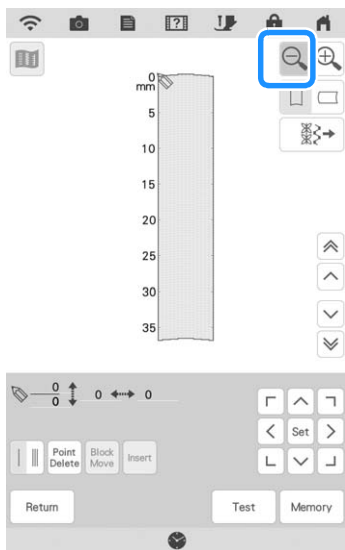 ?
0
mm
5
10
15
20
25
30
35
0
0
0 0
Point
Delete
Block
Move
Insert
Set
Return
Test
Memory